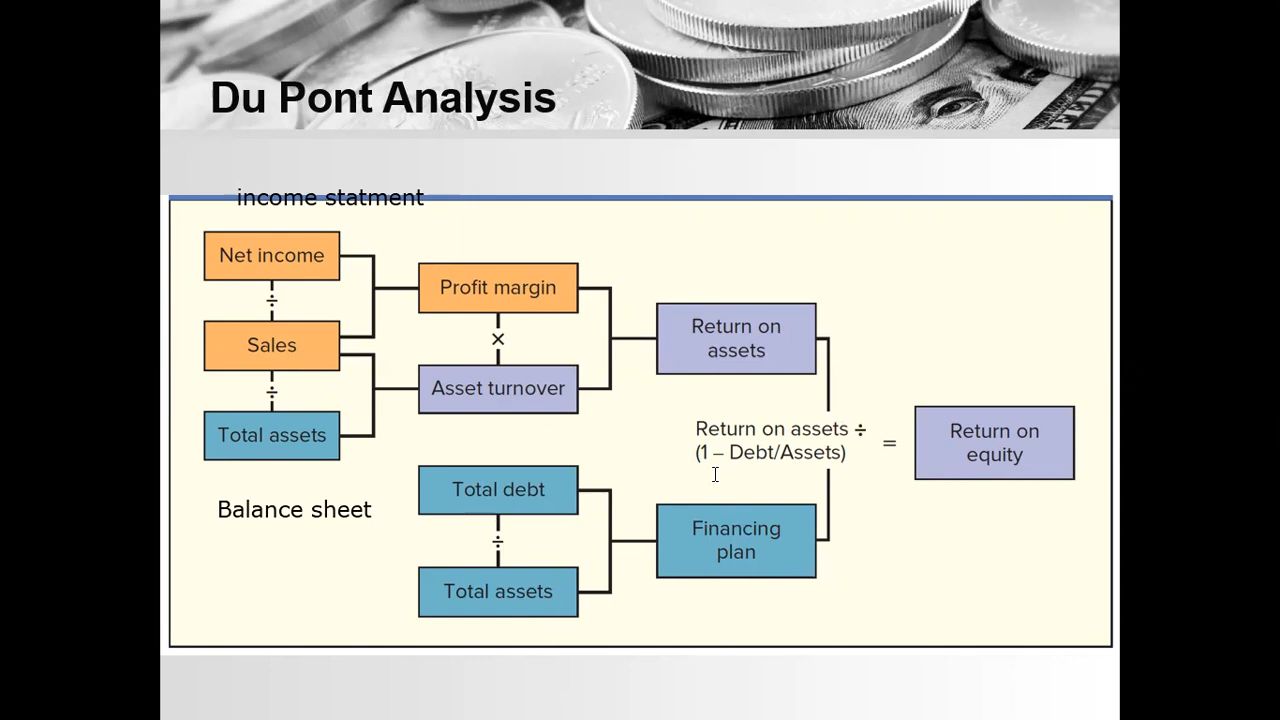 Du Pont Analysis
income statment
Net income
÷
Sales
÷
Total assets
Profit margin
×
Asset turnover
Return on
assets
Return on assets ÷
(1 – Debt/Assets)
=
Return on
equity
Balance sheet
Total debt
÷
Total assets
Financing
plan
FEDE